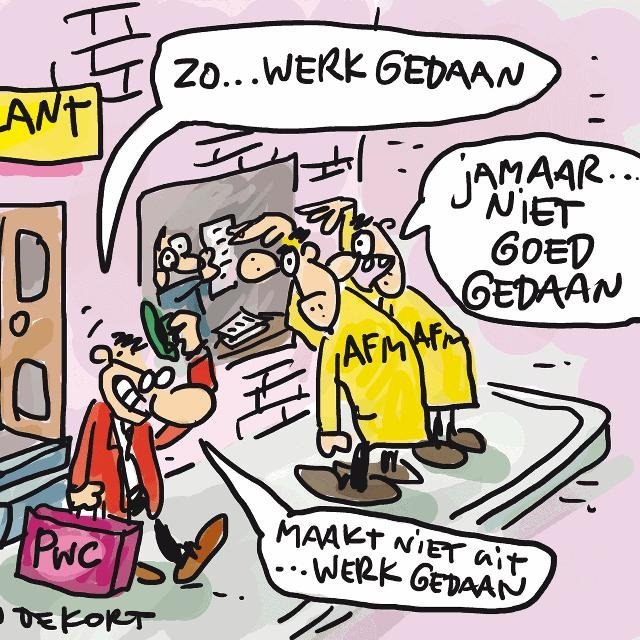 ZO...WERK GEDAAN
ANT
JAMAAR...
NIET
GOED
GEDAAN
AFM
AFM
MAAKT NIET UIT
...WERK GEDAAN
PWC
DEKORT